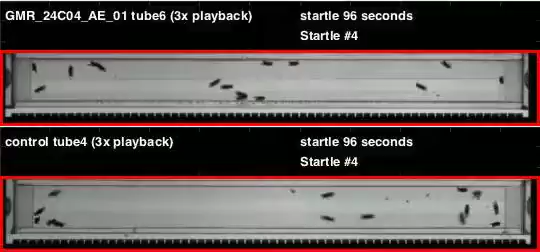 GMR_24C04_AE_01 tube6 (3x playback) startle 96 seconds
Startle #4
control tube4 (3x playback) startle 96 seconds
Startle #4